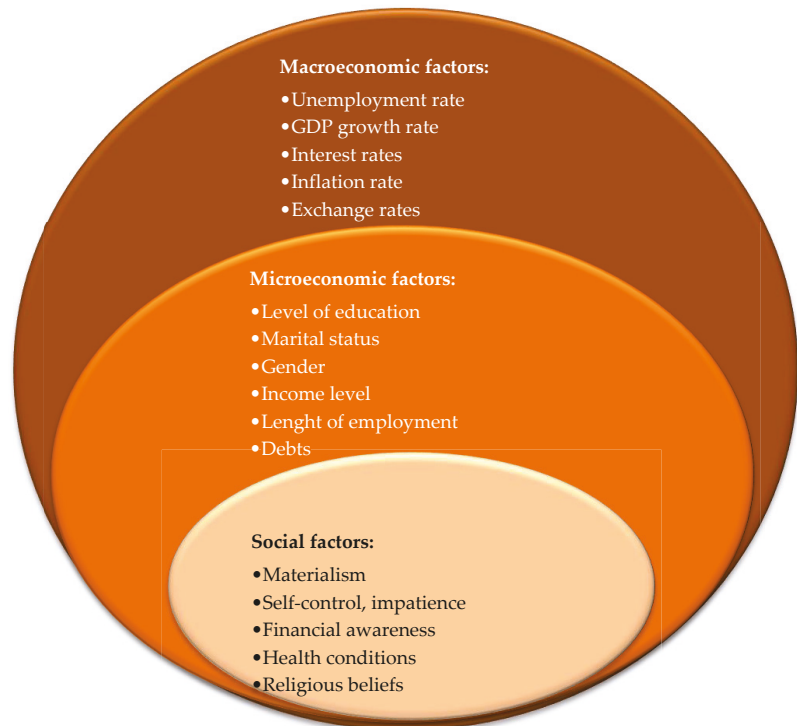 Macroeconomic factors:
•Unemployment rate
•GDP growth rate
•Interest rates
•Inflation rate
•Exchange rates
Microeconomic factors:
•Level of education
•Marital status
•Gender
•Income level
•Lenght of employment
•Debts
Social factors:
•Materialism
•Self-control, impatience
•Financial awareness
•Health conditions
•Religious beliefs